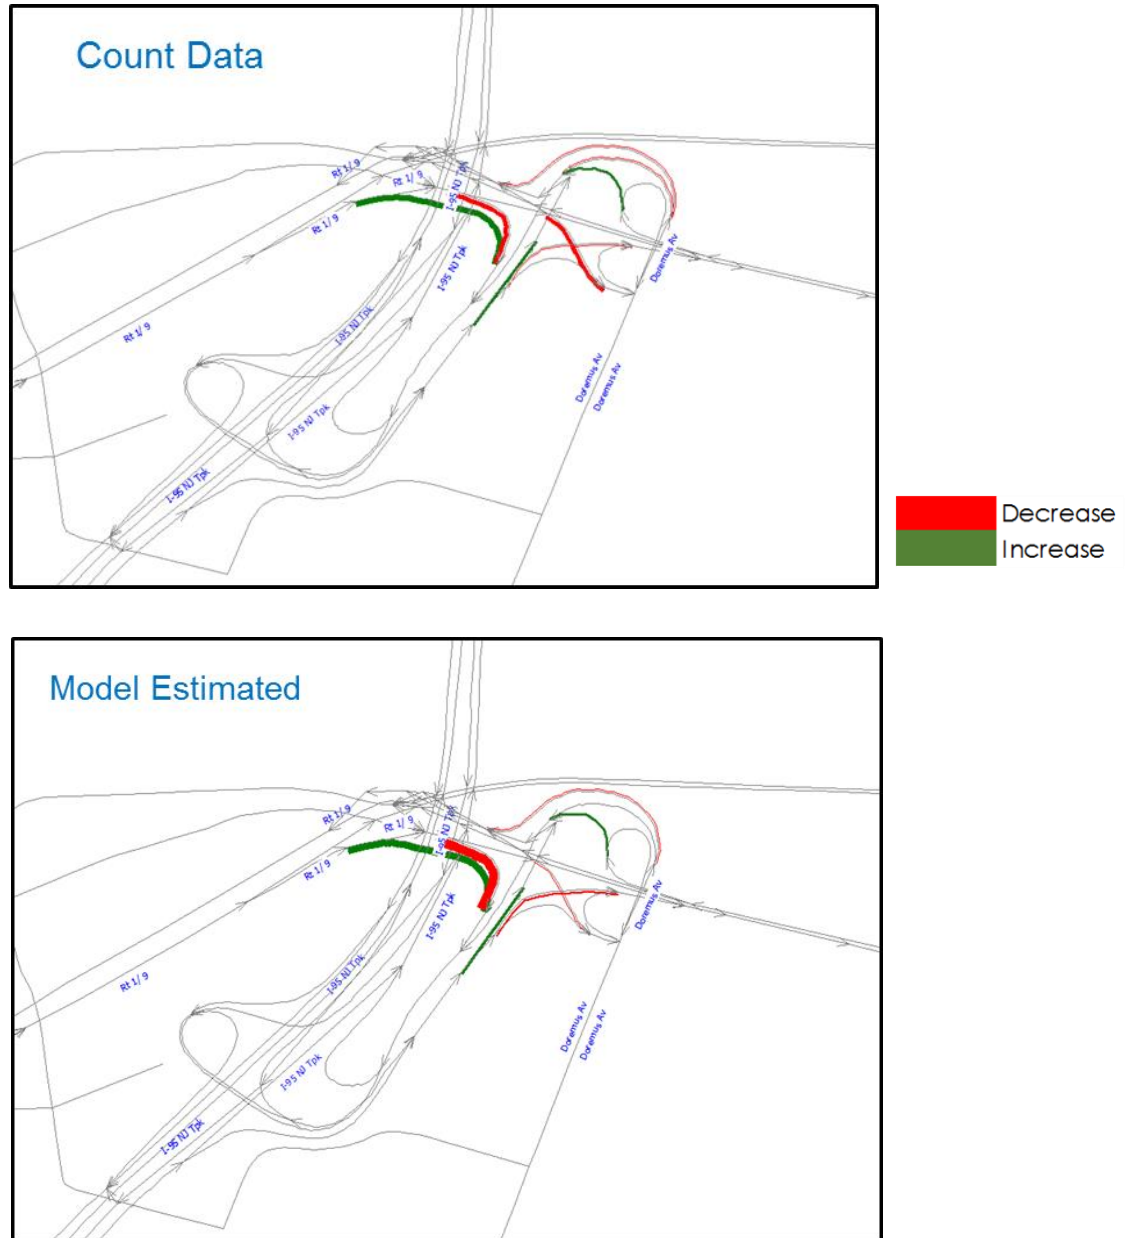 Count Data
Rt 1/ 9
Rt 1/ 9
I-95 NJ Tpk
Rt 1/ 9
I-95 NJ Tpk
Doremus Av
Rt 1/ 9
I-95 NJ Tpk
Doremus Av
Doremus Av
I-95 NJ Tpk
I-95 NJ Tpk
Decrease
Increase
Model Estimated
Rt 1/ 9
Rt 1/ 9
I-95 NJ Tpk
Rt 1/ 9
I-95 NJ Tpk
Doremus Av
Rt 1/ 9
I-95 NJ Tpk
Doremus Av
Doremus Av
I-95 NJ Tpk
I-95 NJ Tpk